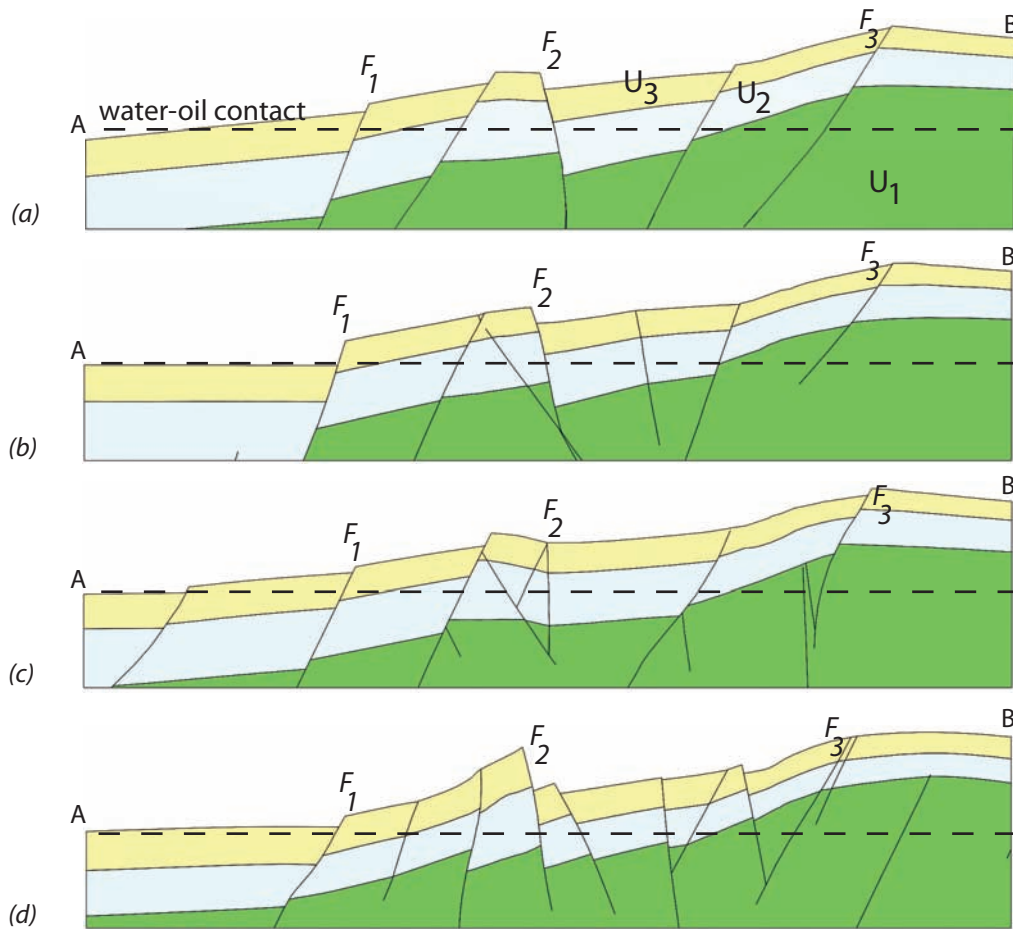 B
F3
F2
F1
U3
U2
water-oil contact
A
U1
(a)
B
F3
F2
F1
A
(b)
B
F3
F2
F1
A
(c)
B
F3
F2
F1
A
(d)